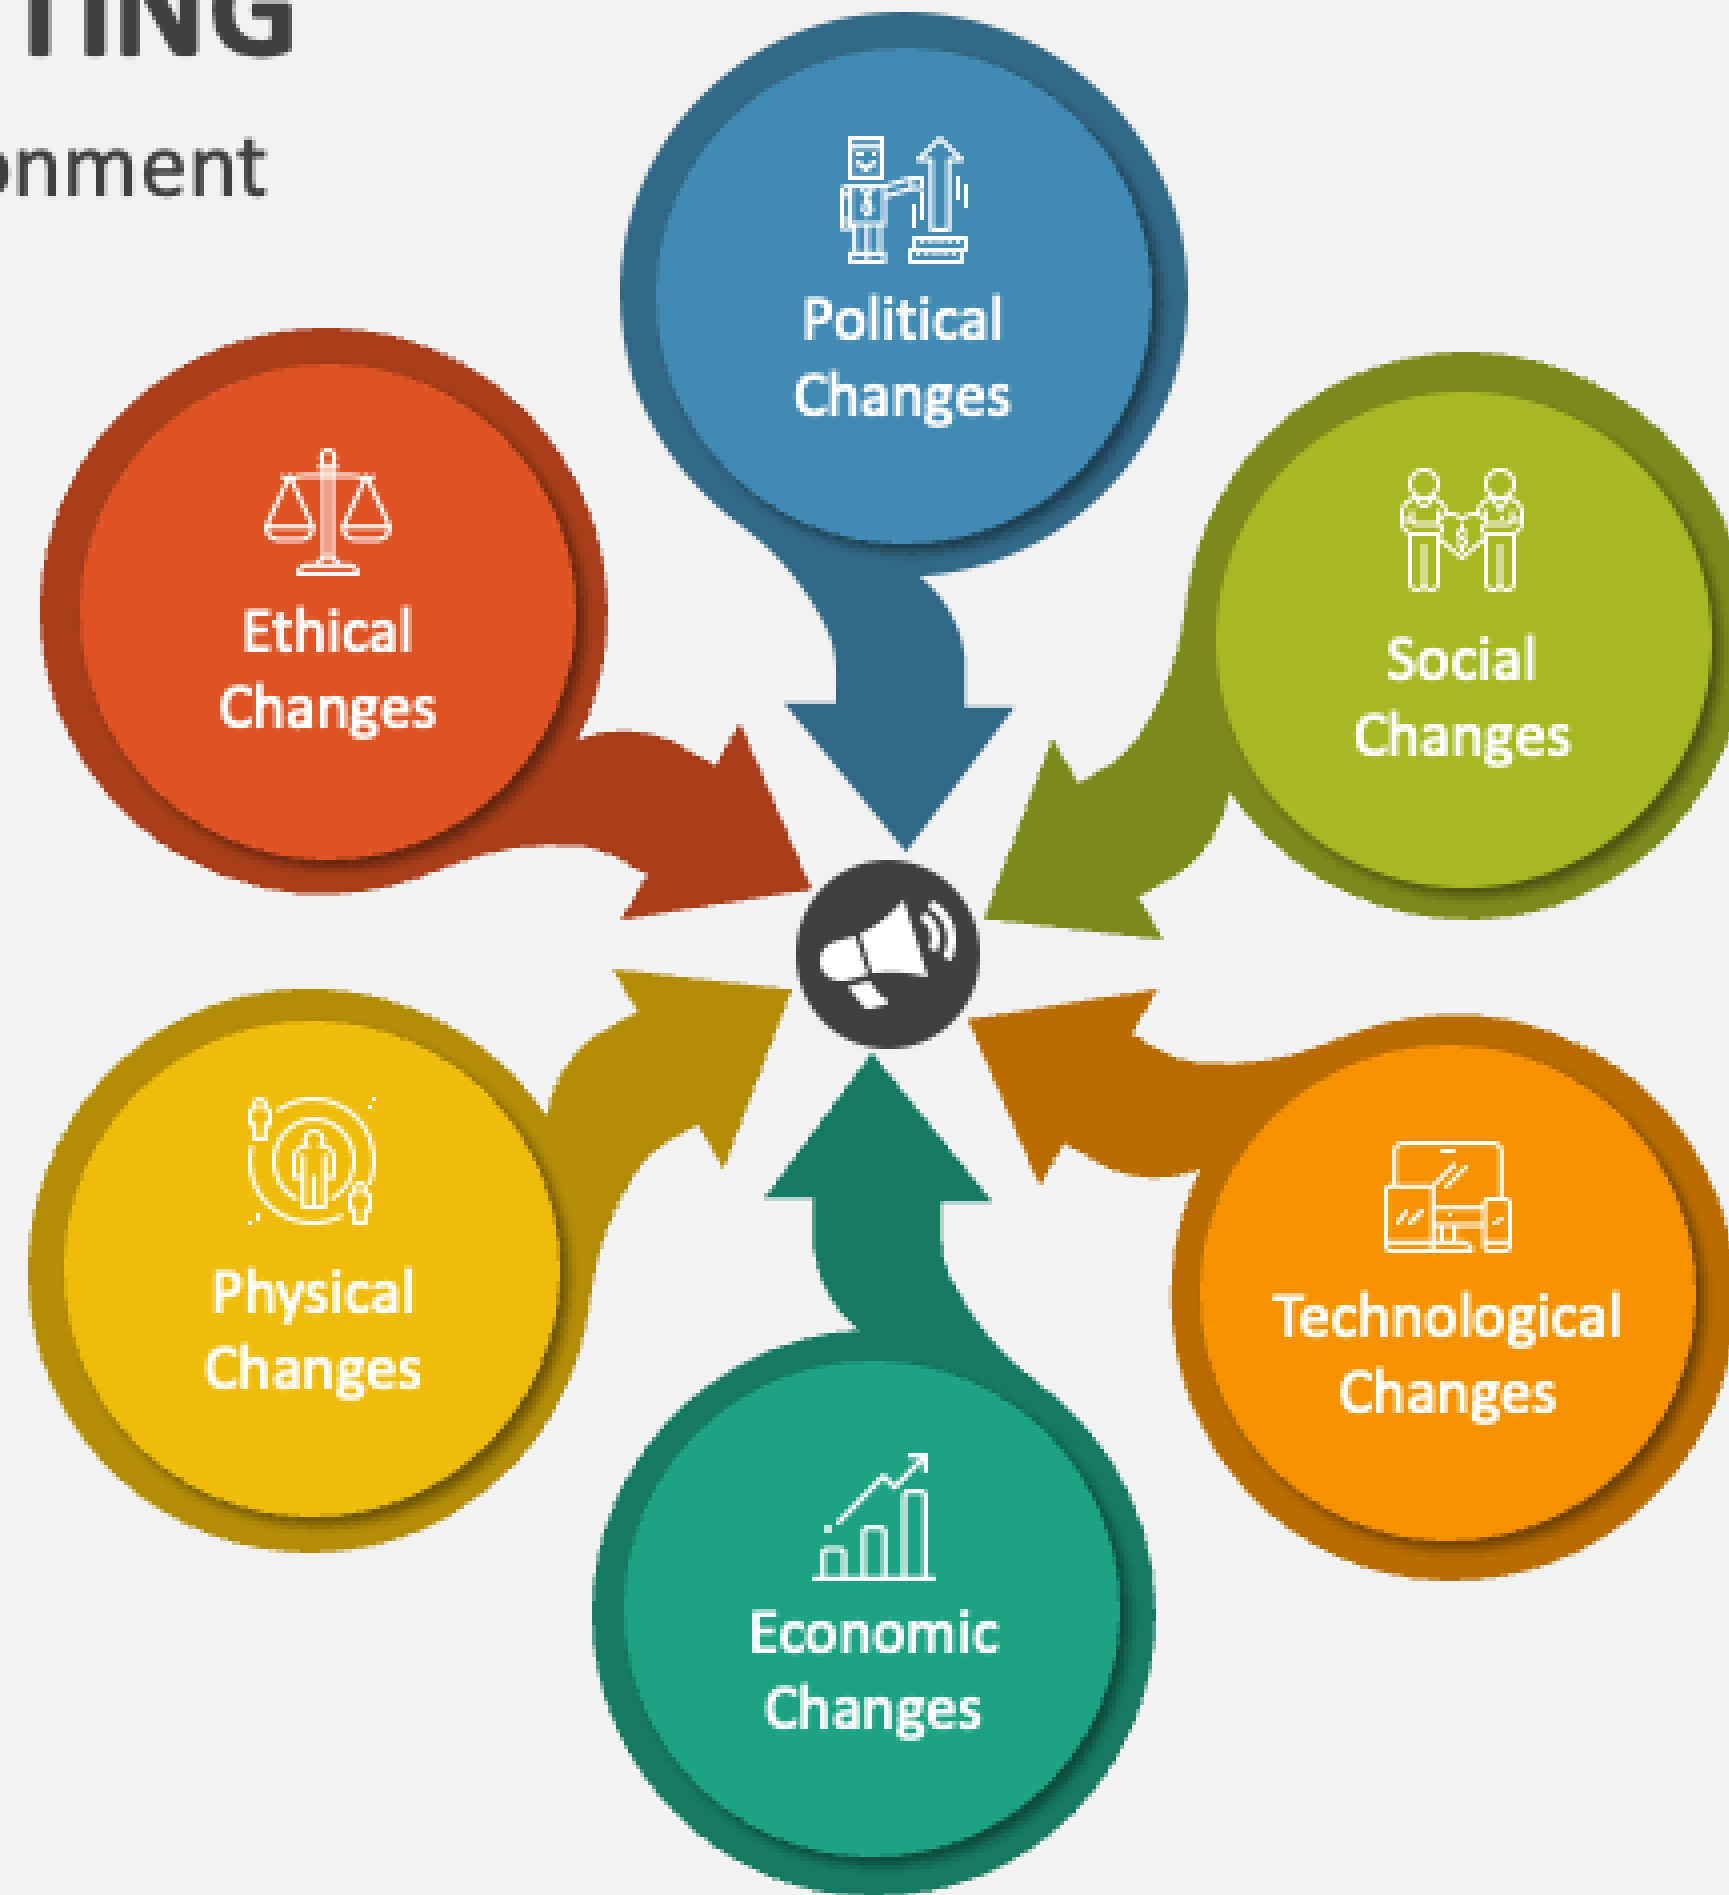 TING
onment
Political
Changes
Ethical
Changes
Social
Changes
Physical
Changes
Technological
Changes
Economic
Changes